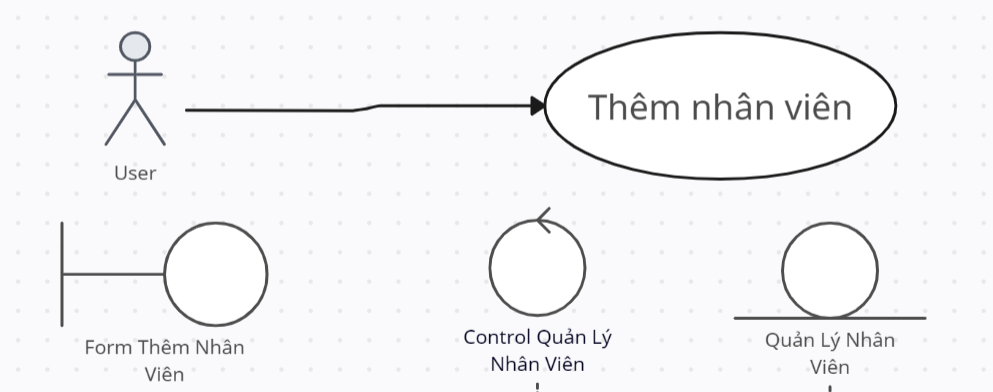 Thêm nhân viên
User
Form Thêm Nhân
Viên
Control Quản Lý
Nhân Viên
Quản Lý Nhân
Viên